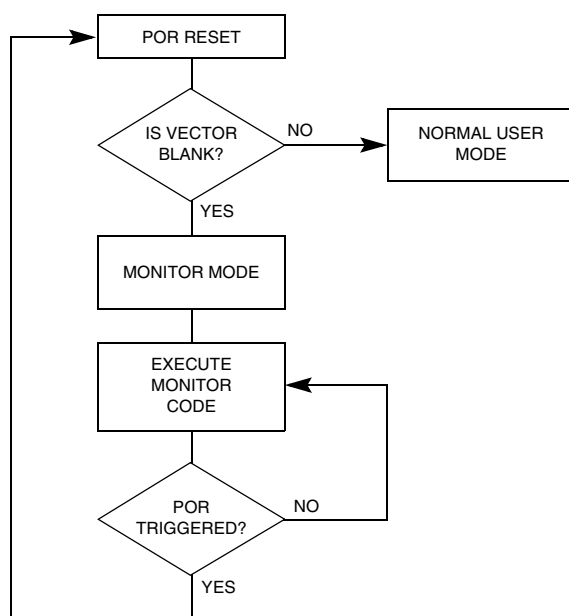 POR RESET
IS VECTOR
BLANK?
NO
NORMAL USER
MODE
YES
MONITOR MODE
EXECUTE
MONITOR
CODE
POR
TRIGGERED?
NO
YES